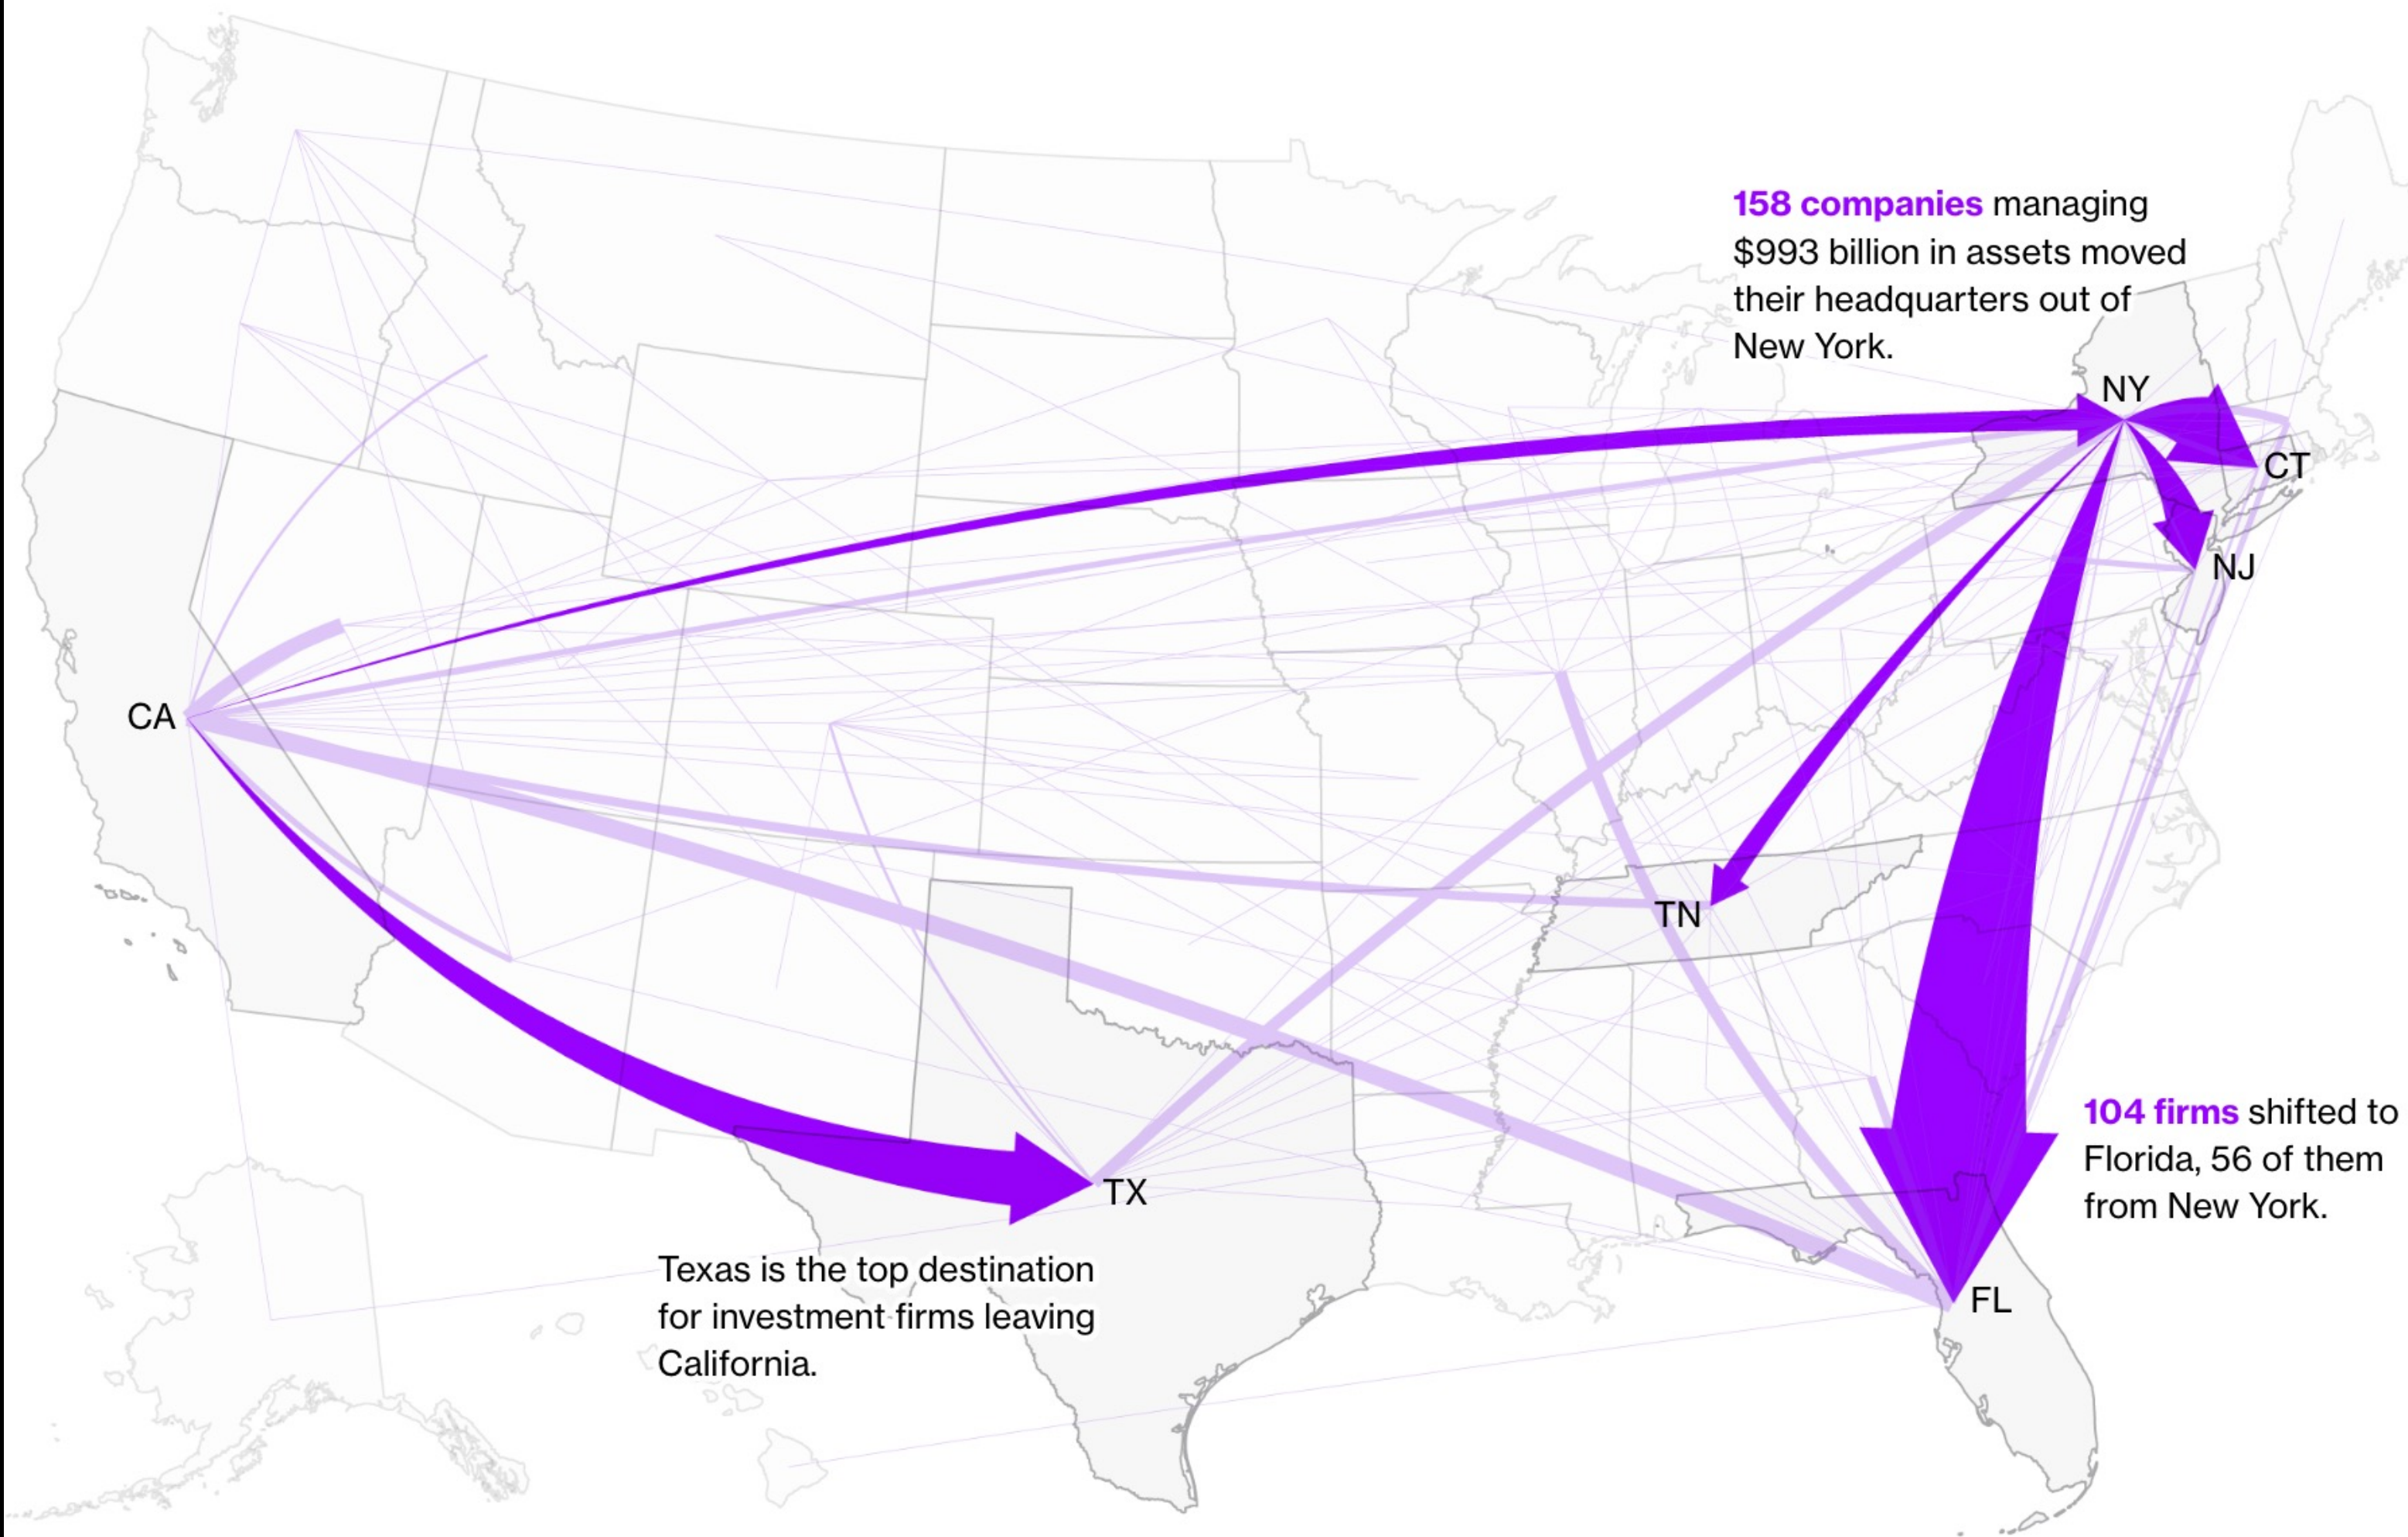 158 companies managing
$993 billion in assets moved
their headquarters out of
New York.
NY
CT
NJ
CA
TN
104 firms shifted to
Florida, 56 of them
from New York.
TX
Texas is the top destination
for investment firms leaving
California.
FL